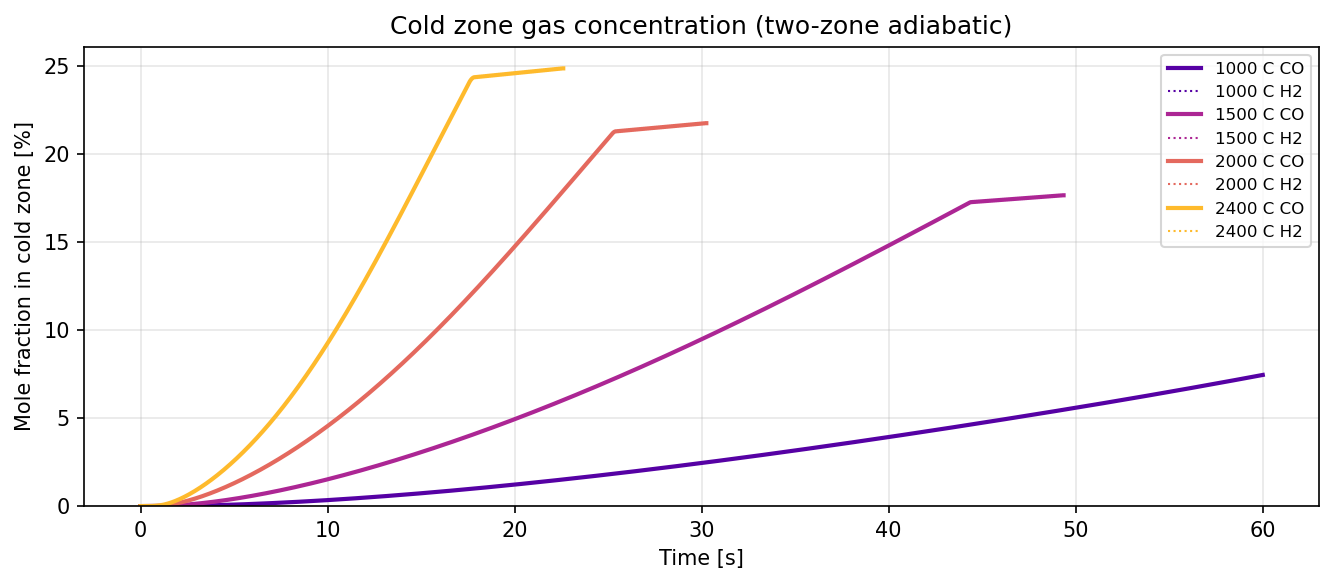 Cold zone gas concentration (two-zone adiabatic)
Mole fraction in cold zone [%]
25
20
15
10
5
0
0 10 20 30 40 50 60
Time [s]
1000 C CO
1000 C H2
1500 C CO
1500 C H2
2000 C CO
2000 C H2
2400 C CO
2400 C H2